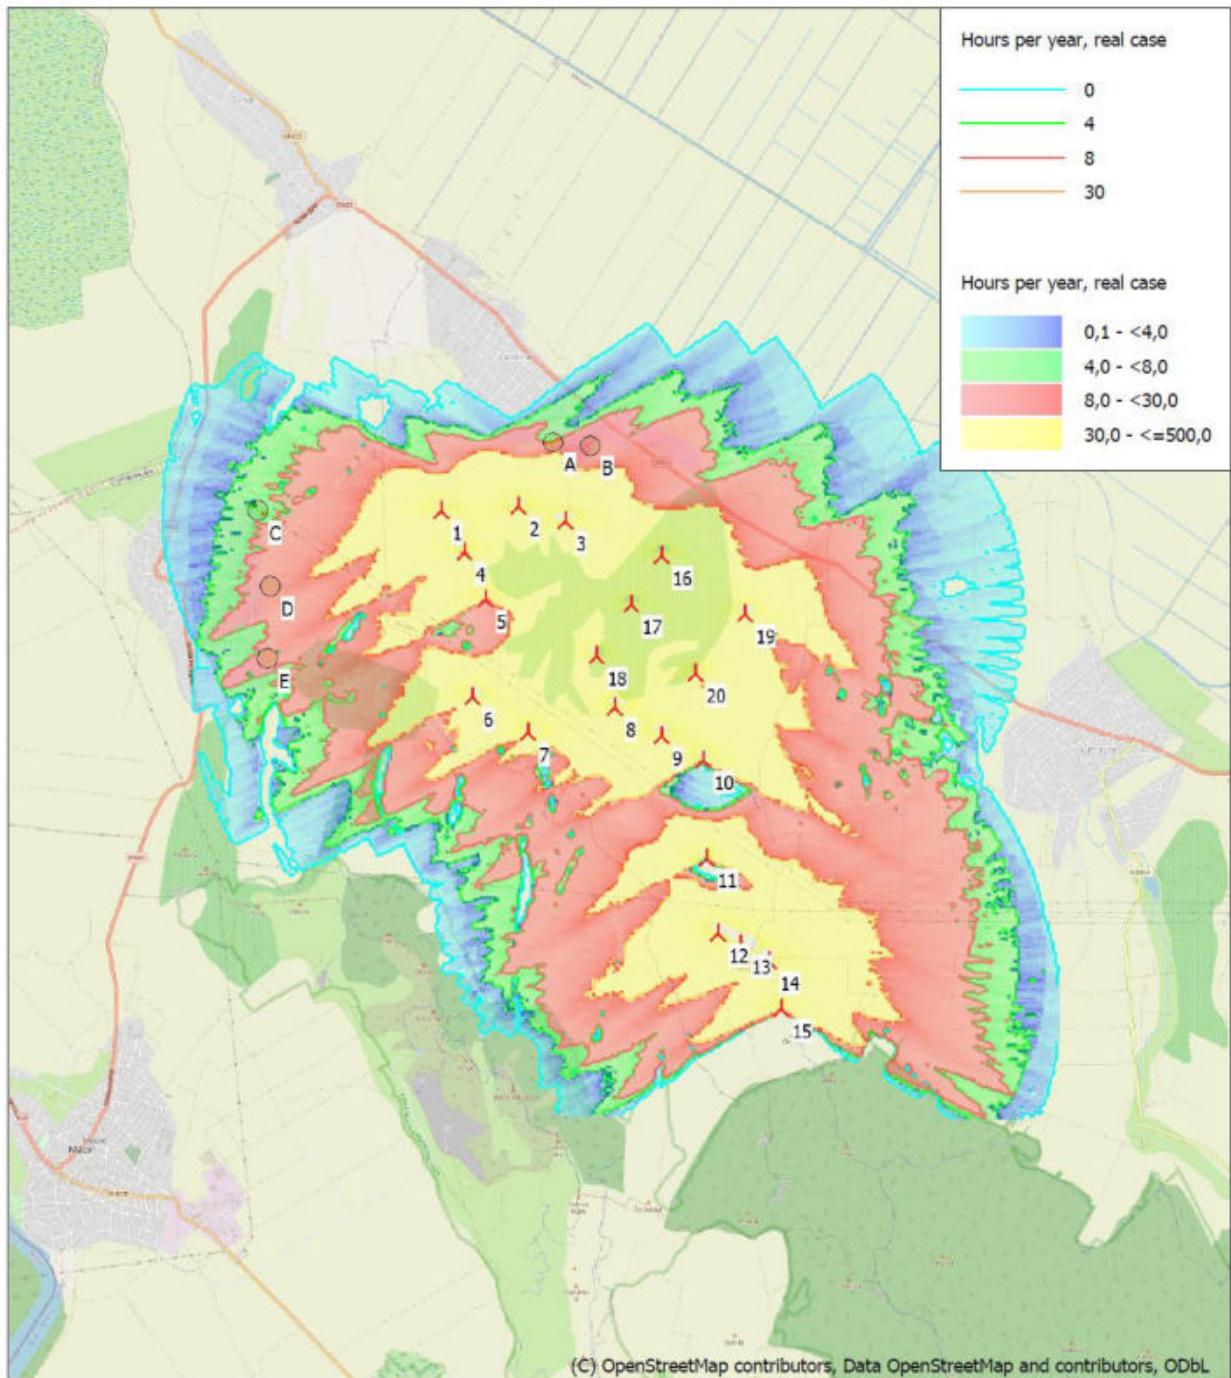 Hours per year, real case
0
4
8
30
Hours per year, real case
0,1 - <4,0
4,0 - <8,0
8,0 - <30,0
30,0 - <=500,0
A
B
C
1
2
3
4
16
D
5
17
19
E
18
20
6
8
7
9
10
11
12
13
14
15
Măcin
(C) OpenStreetMap contributors, Data OpenStreetMap and contributors, ODbL